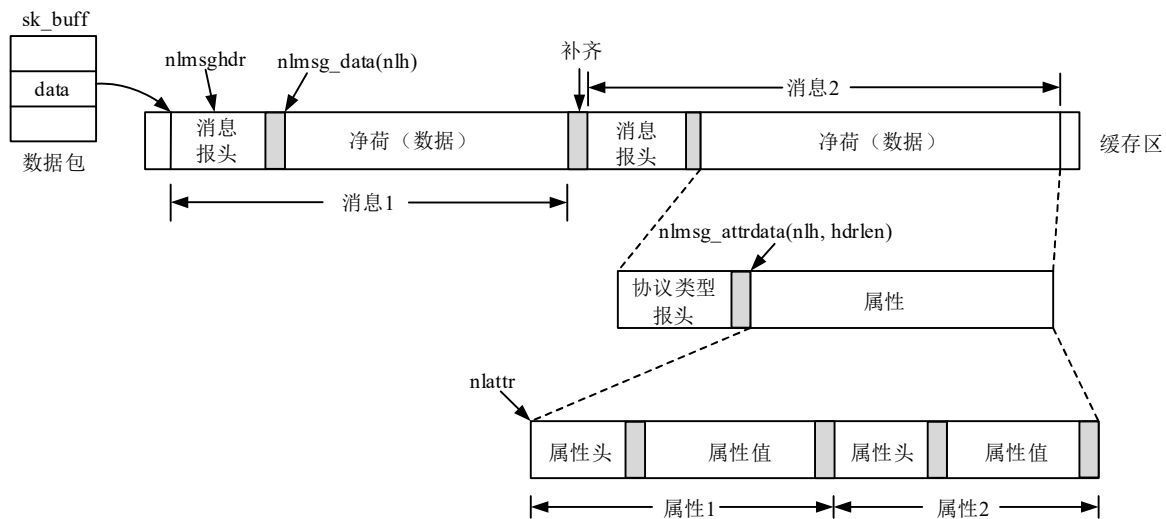 sk_buff
data
数据包
nlmsghdr
nlmsg_data(nlh)
补齐
消息2
消息
报头
净荷（数据）
消息
报头
净荷（数据）
缓存区
消息1
nlmsg_attrdata(nlh, hdrlen)
协议类型
报头
属性
nlattr
属性头
属性值
属性头
属性值
属性1
属性2